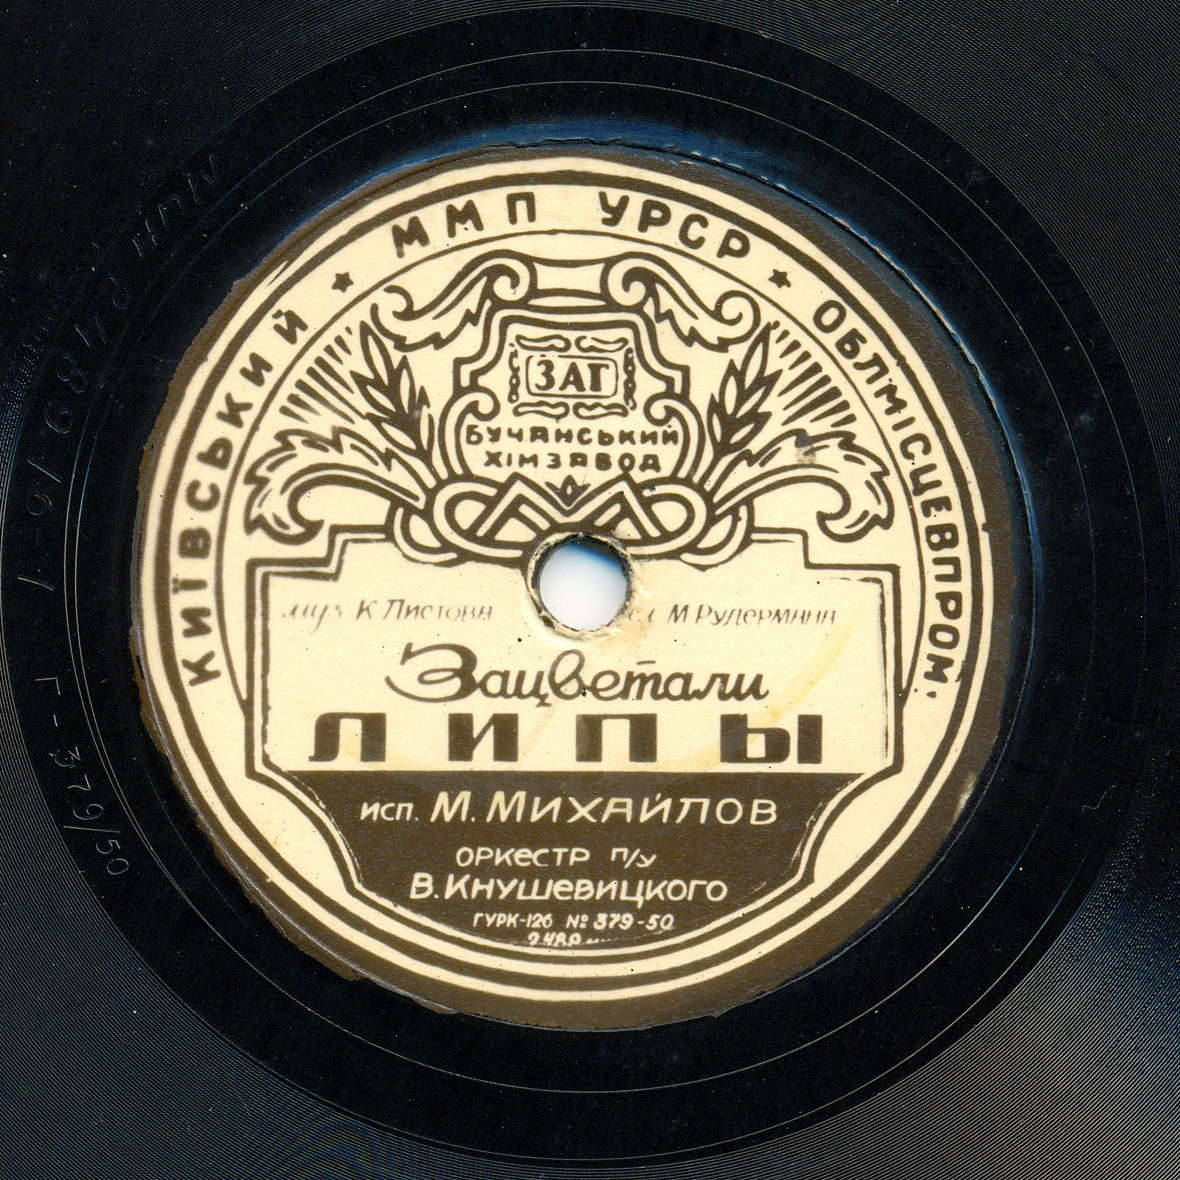 КИЇВСЬКИЙ ★ ММП УРСР ★ ОБЛМІСЦЕВПРОМ.
ЗАГ
БУЧАНСЬКИЙ
ХІМЗАВОД
муз К Листова сл М Рудермана
Зацветали
ЛИПЫ
исп. М. Михайлов
оркестр п/у
В. Кнушевицкого
ГУРК-126 № 379-50
Г-379/50